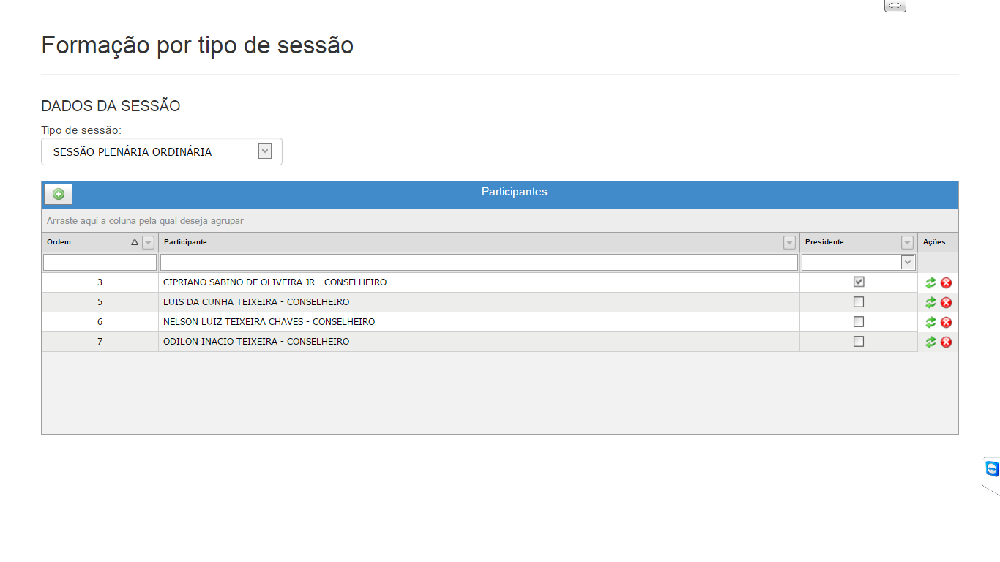 Formação por tipo de sessão
DADOS DA SESSÃO
Tipo de sessão:
SESSÃO PLENÁRIA ORDINÁRIA
Participantes
Arraste aqui a coluna pela qual deseja agrupar
Ordem Participante Presidente Ações
3 CIPRIANO SABINO DE OLIVEIRA JR - CONSELHEIRO
5 LUIS DA CUNHA TEIXEIRA - CONSELHEIRO
6 NELSON LUIZ TEIXEIRA CHAVES - CONSELHEIRO
7 ODILON INACIO TEIXEIRA - CONSELHEIRO